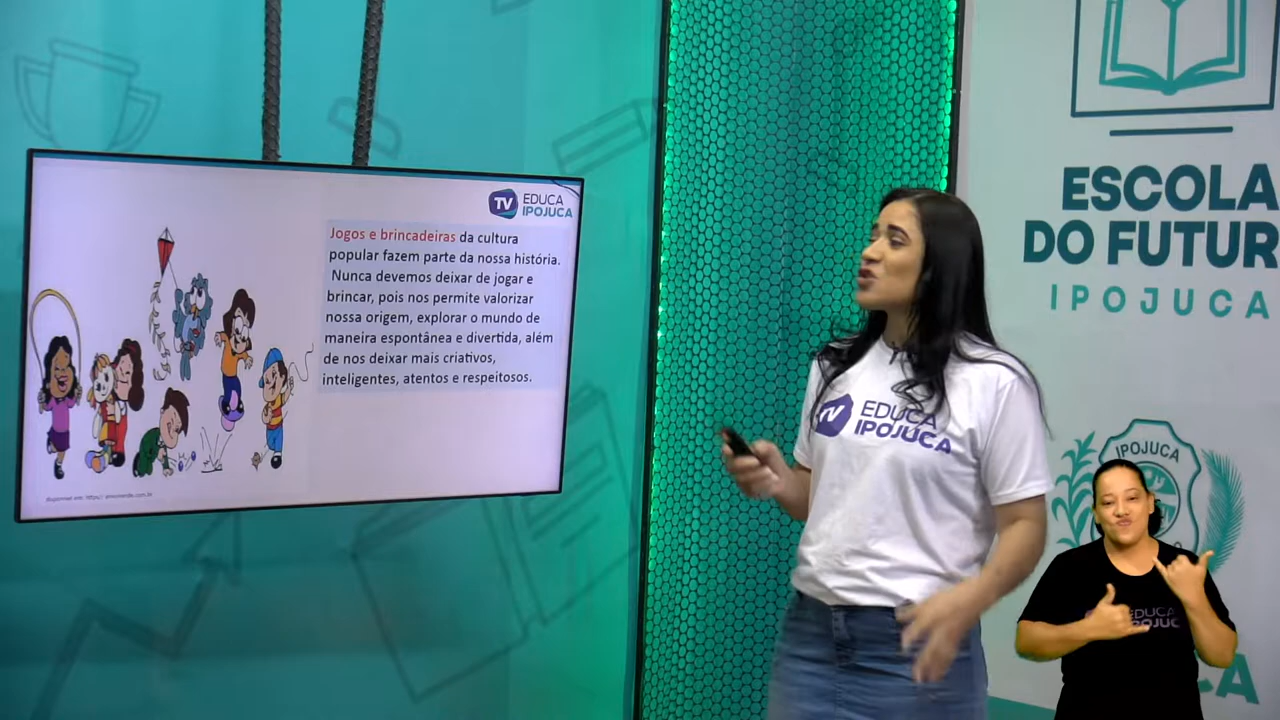 TV EDUCA
IPOJUCA
Jogos e brincadeiras da cultura
popular fazem parte da nossa história.
Nunca devemos deixar de jogar e
brincar, pois nos permite valorizar
nossa origem, explorar o mundo de
maneira espontânea e divertida, além
de nos deixar mais criativos,
inteligentes, atentos e respeitosos.
ESCOLA
DO FUTUR
IPOJUCA
TV EDUCA
IPOJUCA
IPOJUCA
EDUCA